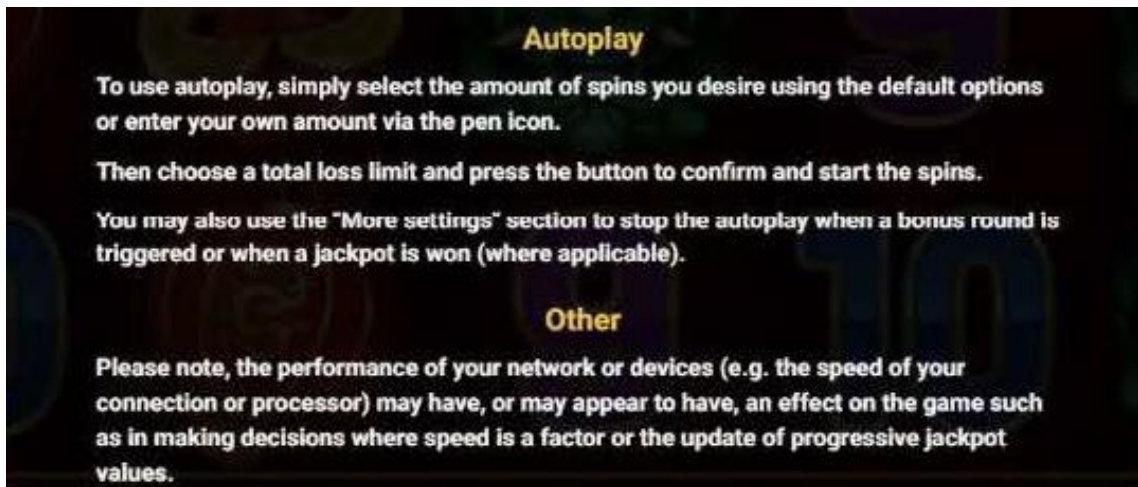 Autoplay
To use autoplay, simply select the amount of spins you desire using the default options
or enter your own amount via the pen icon.
Then choose a total loss limit and press the button to confirm and start the spins.
You may also use the "More settings" section to stop the autoplay when a bonus round is
triggered or when a jackpot is won (where applicable).
Other
Please note, the performance of your network or devices (e.g. the speed of your
connection or processor) may have, or may appear to have, an effect on the game such
as in making decisions where speed is a factor or the update of progressive jackpot
values.